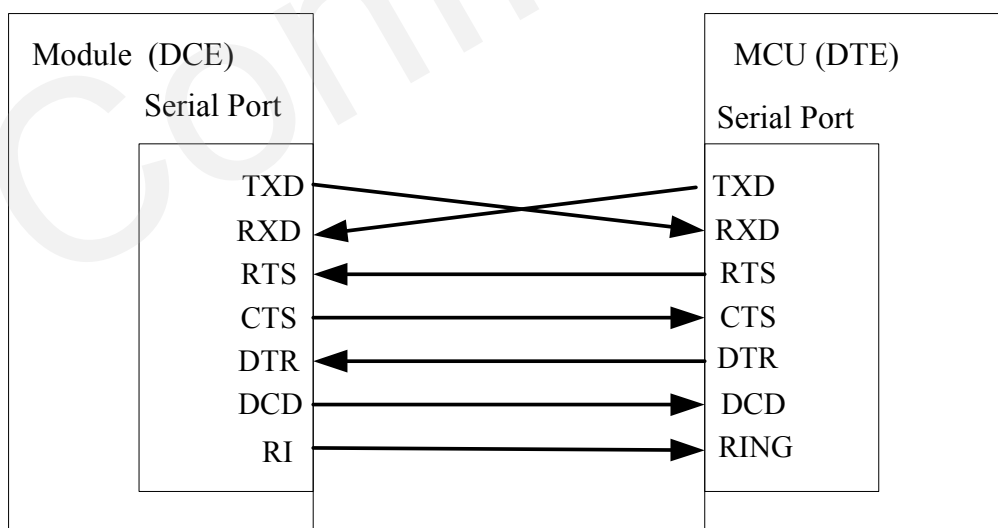 Module (DCE)
Serial Port
TXD
RXD
RTS
CTS
DTR
DCD
RI
MCU (DTE)
Serial Port
TXD
RXD
RTS
CTS
DTR
DCD
RING